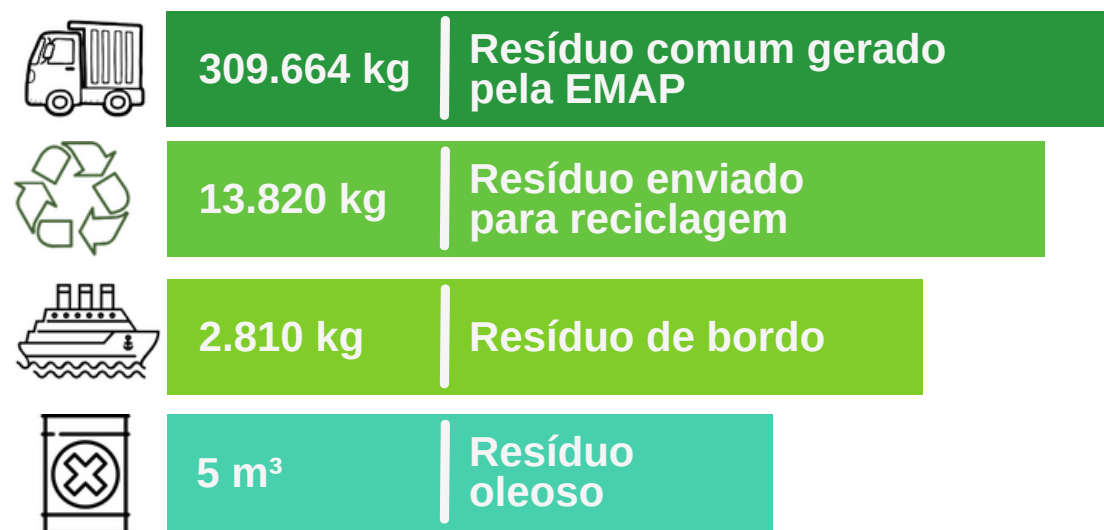 309.664 kg
Resíduo comum gerado
pela EMAP
13.820 kg
Resíduo enviado
para reciclagem
2.810 kg
Resíduo de bordo
5 m³
Resíduo
oleoso